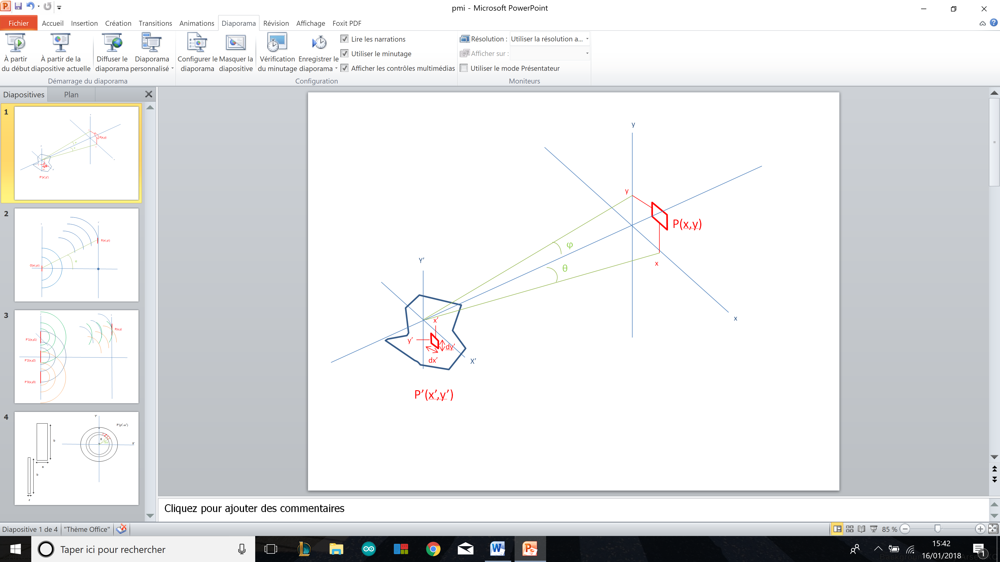 pmi - Microsoft PowerPoint
Fichier Accueil Insertion Création Transitions Animations Diaporama Révision Affichage Foxit PDF
À partir du début
À partir de la diapositive actuelle
Diffuser le diaporama
Diaporama personnalisé
Configurer le diaporama
Masquer la diapositive
Vérification du minutage
Enregistrer le diaporama
Lire les narrations
Utiliser le minutage
Afficher les contrôles multimédias
Résolution : Utiliser la résolution a...
Afficher sur :
Utiliser le mode Présentateur
Démarrage du diaporama
Configuration
Moniteurs
Diapositives Plan
1
P(x,y)
P'(x',y')
2
P(xi,yi)
φ
O(xi,yi)
3
P(x,y)
P'1(x,y1)
P'2(x,y2)
P'3(x,y3)
4
Y'
P'(ρ',ω')
b
R
X'
a
b
ε
y
y
P(x,y)
φ
θ
x
x
Y'
x'
y'
dy'
dx'
X'
P'(x',y')
Cliquez pour ajouter des commentaires
Diapositive 1 de 4 "Thème Office" 85 %
Taper ici pour rechercher
15:42
16/01/2018
1